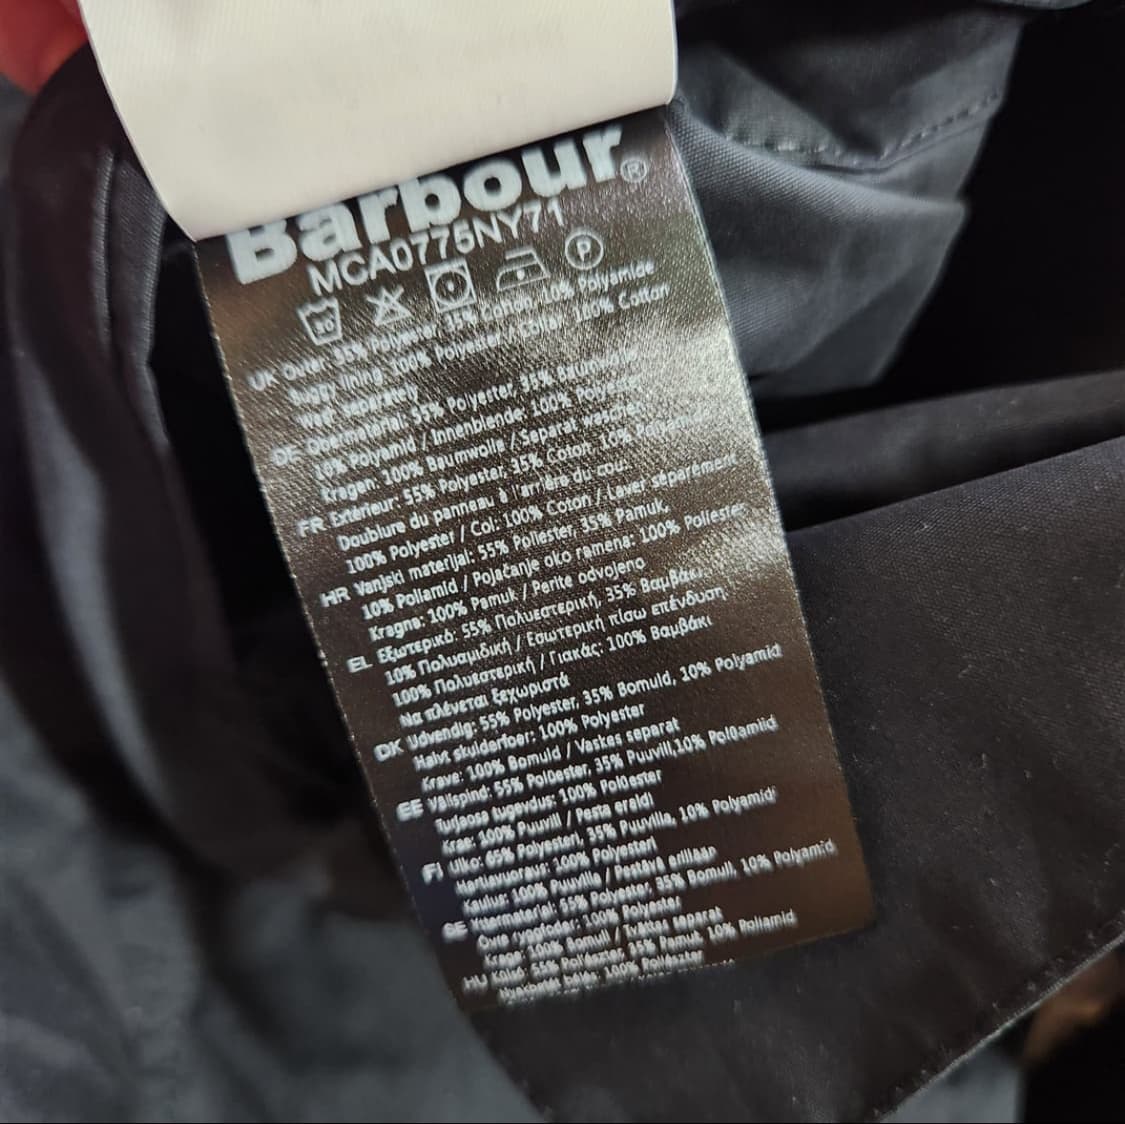 Barbour®
MCA0775NY71
30 P
UK Outer: 55% Polyester, 35% Cotton, 10% Polyamide
buggy lining: 100% Polyester / Collar: 100% Cotton
Wash separately
DE Obermaterial: 55% Polyester, 35% Baumwolle
10% Polyamid / Innenblende: 100% Polyester
Kragen: 100% Baumwolle / Separat waschen
FR Extérieur: 55% Polyester, 35% Coton, 10% Polyamide
Doublure du panneau à l'arrière du cou:
100% Polyester / Col: 100% Coton / Laver séparément
HR Vanjski materijal: 55% Poliester, 35% Pamuk,
10% Poliamid / Pojačanje oko ramena: 100% Poliester
Kragna: 100% Pamuk / Perite odvojeno
EL Εξωτερικό: 55% Πολυεστερική, 35% Βαμβάκι,
10% Πολυαμιδική / Εσωτερική πίσω επένδυση:
100% Πολυεστερική / Γιακάς: 100% Βαμβάκι
Να πλένεται ξεχωριστά
DK Udvendig: 55% Polyester, 35% Bomuld, 10% Polyamid
Halvt skulderfoer: 100% Polyester
Krave: 100% Bomuld / Vaskes separat
EE Välispind: 55% PolÜester, 35% Puuvill,10% PolÜamiid
Turjaosa tugevdus: 100% PolÜester
Krae: 100% Puuvill / Pesta eraldi
FI Ulko: 65% Polyesteri, 35% Puuvilla, 10% Polyamidi
Hartiavuoraus: 100% Polyesteri
Kaulus: 100% Puuvilla / Pestävä erillään
SE Yttermaterial: 55% Polyester, 35% Bomull, 10% Polyamid
Övre ryggfoder: 100% Polyester
Krage: 100% Bomull / Tvättas separat
HU Külső: 55% Poliészter, 35% Pamut 10% Poliamid
100% Poliészter